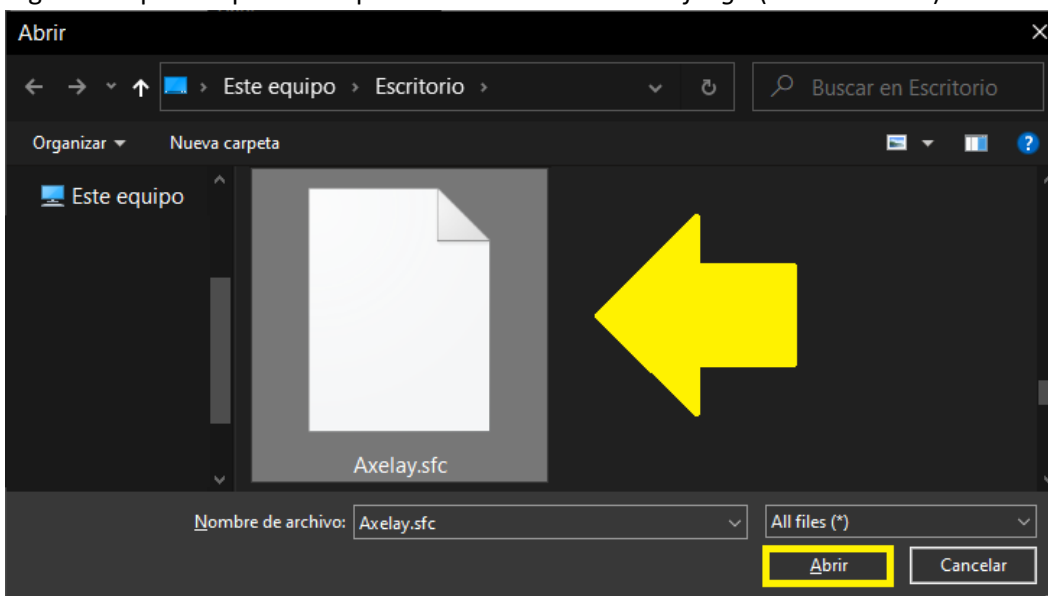 Abrir
Este equipo › Escritorio ›
Buscar en Escritorio
Organizar
Nueva carpeta
Este equipo
Axelay.sfc
Nombre de archivo: Axelay.sfc
All files (*)
Abrir
Cancelar